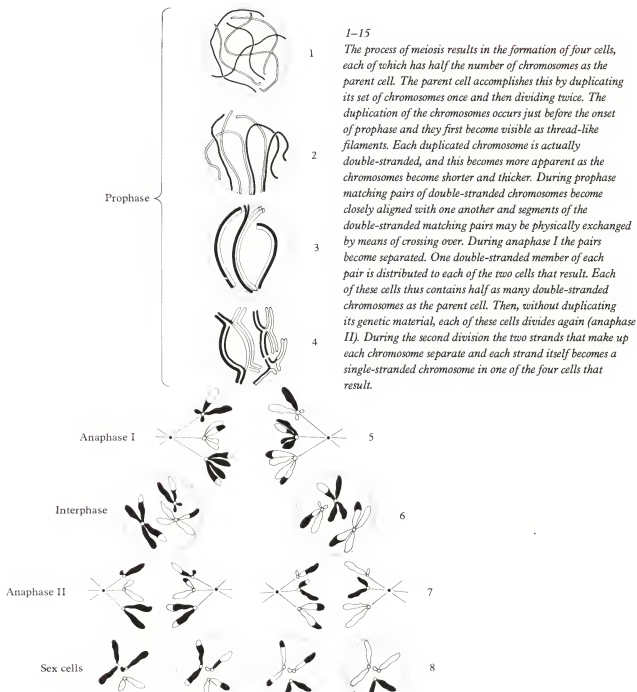 1–15
The process of meiosis results in the formation of four cells,
each of which has half the number of chromosomes as the
parent cell. The parent cell accomplishes this by duplicating
its set of chromosomes once and then dividing twice. The
duplication of the chromosomes occurs just before the onset
of prophase and they first become visible as thread-like
filaments. Each duplicated chromosome is actually
double-stranded, and this becomes more apparent as the
chromosomes become shorter and thicker. During prophase
matching pairs of double-stranded chromosomes become
closely aligned with one another and segments of the
double-stranded matching pairs may be physically exchanged
by means of crossing over. During anaphase I the pairs
become separated. One double-stranded member of each
pair is distributed to each of the two cells that result. Each
of these cells thus contains half as many double-stranded
chromosomes as the parent cell. Then, without duplicating
its genetic material, each of these cells divides again (anaphase
II). During the second division the two strands that make up
each chromosome separate and each strand itself becomes a
single-stranded chromosome in one of the four cells that
result.
1
2
Prophase
3
4
Anaphase I
5
Interphase
6
Anaphase II
7
Sex cells
8